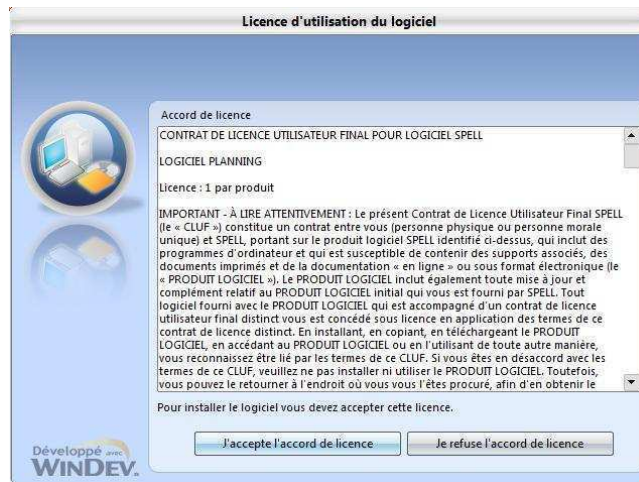 Licence d'utilisation du logiciel
Accord de licence
CONTRAT DE LICENCE UTILISATEUR FINAL POUR LOGICIEL SPELL
LOGICIEL PLANNING
Licence : 1 par produit
IMPORTANT - À LIRE ATTENTIVEMENT : Le présent Contrat de Licence Utilisateur Final SPELL
(le « CLUF ») constitue un contrat entre vous (personne physique ou personne morale
unique) et SPELL, portant sur le produit logiciel SPELL identifié ci-dessus, qui inclut des
programmes d'ordinateur et qui est susceptible de contenir des supports associés, des
documents imprimés et de la documentation « en ligne » ou sous format électronique (le
« PRODUIT LOGICIEL »). Le PRODUIT LOGICIEL inclut également toute mise à jour et
complément relatif au PRODUIT LOGICIEL initial qui vous est fourni par SPELL. Tout
logiciel fourni avec le PRODUIT LOGICIEL qui est accompagné d'un contrat de licence
utilisateur final distinct vous est concédé sous licence en application des termes de ce
contrat de licence distinct. En installant, en copiant, en téléchargeant le PRODUIT
LOGICIEL, en accédant au PRODUIT LOGICIEL ou en l'utilisant de toute autre manière,
vous reconnaissez être lié par les termes de ce CLUF. Si vous êtes en désaccord avec les
termes de ce CLUF, veuillez ne pas installer ni utiliser le PRODUIT LOGICIEL. Toutefois,
vous pouvez le retourner à l'endroit où vous vous l'êtes procuré, afin d'en obtenir le
Pour installer le logiciel vous devez accepter cette licence.
J'accepte l'accord de licence
Je refuse l'accord de licence
Développé avec
WINDEV.